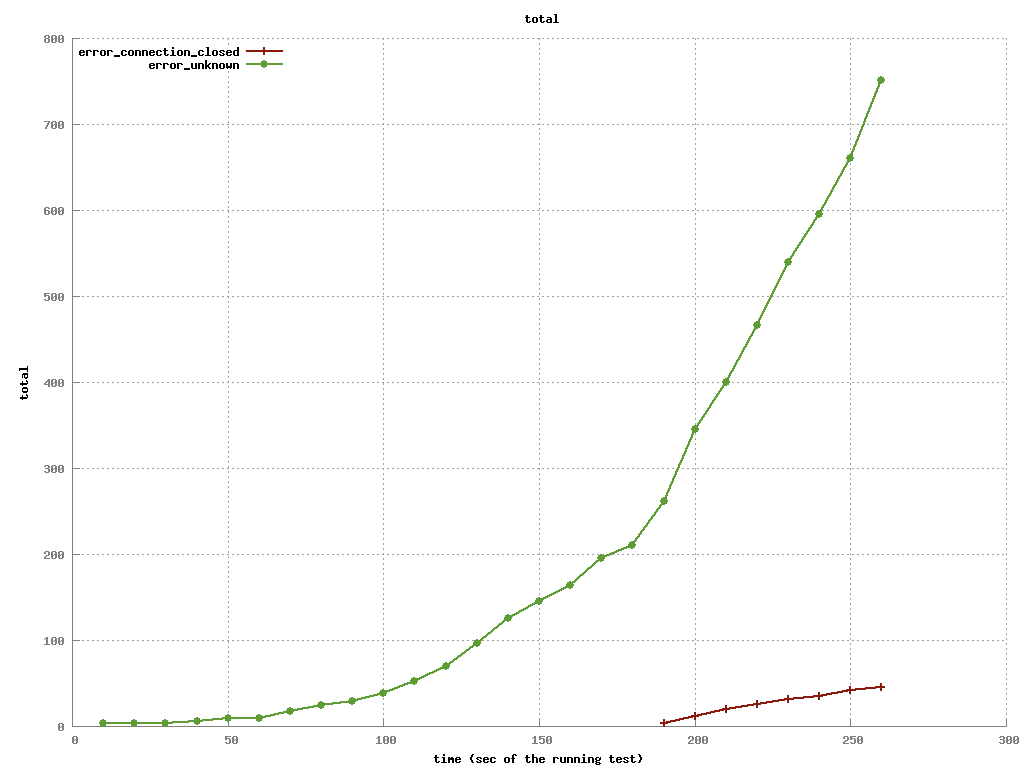 total
error_connection_closed
error_unknown
800
700
600
500
400
300
200
100
0
total
0 50 100 150 200 250 300
time (sec of the running test)